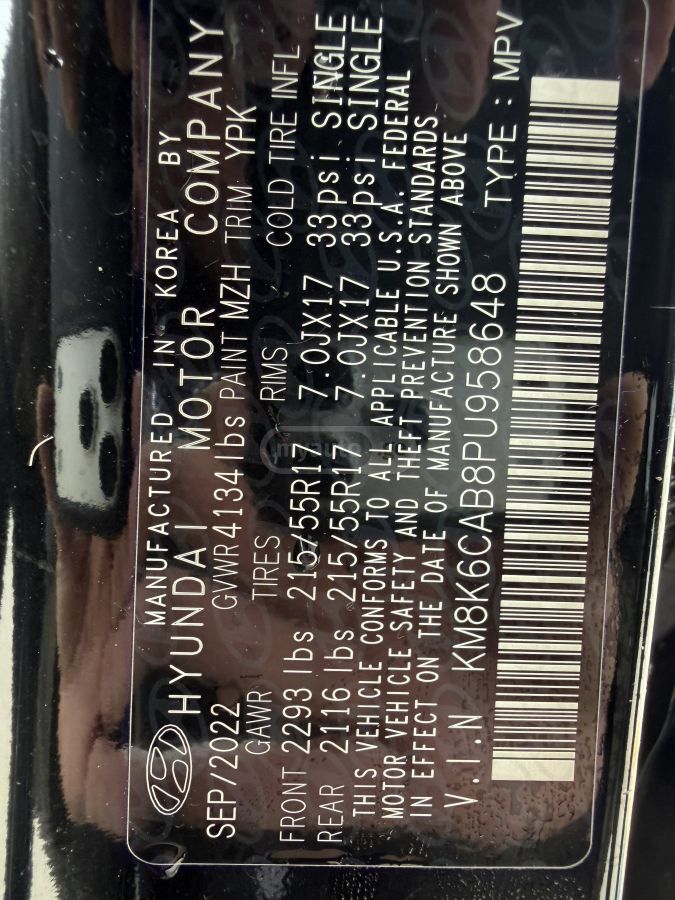 MANUFACTURED IN KOREA BY
HYUNDAI MOTOR COMPANY
SEP/2022 GVWR 4134lbs PAINT MZH TRIM YPK
GAWR TIRES RIMS COLD TIRE INFL
FRONT 2293 lbs 215/55R17 7.0JX17 33psi SINGLE
REAR 2116 lbs 215/55R17 7.0JX17 33psi SINGLE
THIS VEHICLE CONFORMS TO ALL APPLICABLE U.S.A. FEDERAL
MOTOR VEHICLE SAFETY AND THEFT PREVENTION STANDARDS
IN EFFECT ON THE DATE OF MANUFACTURE SHOWN ABOVE
V.I.N KM8K6CAB8PU958648 TYPE : MPV